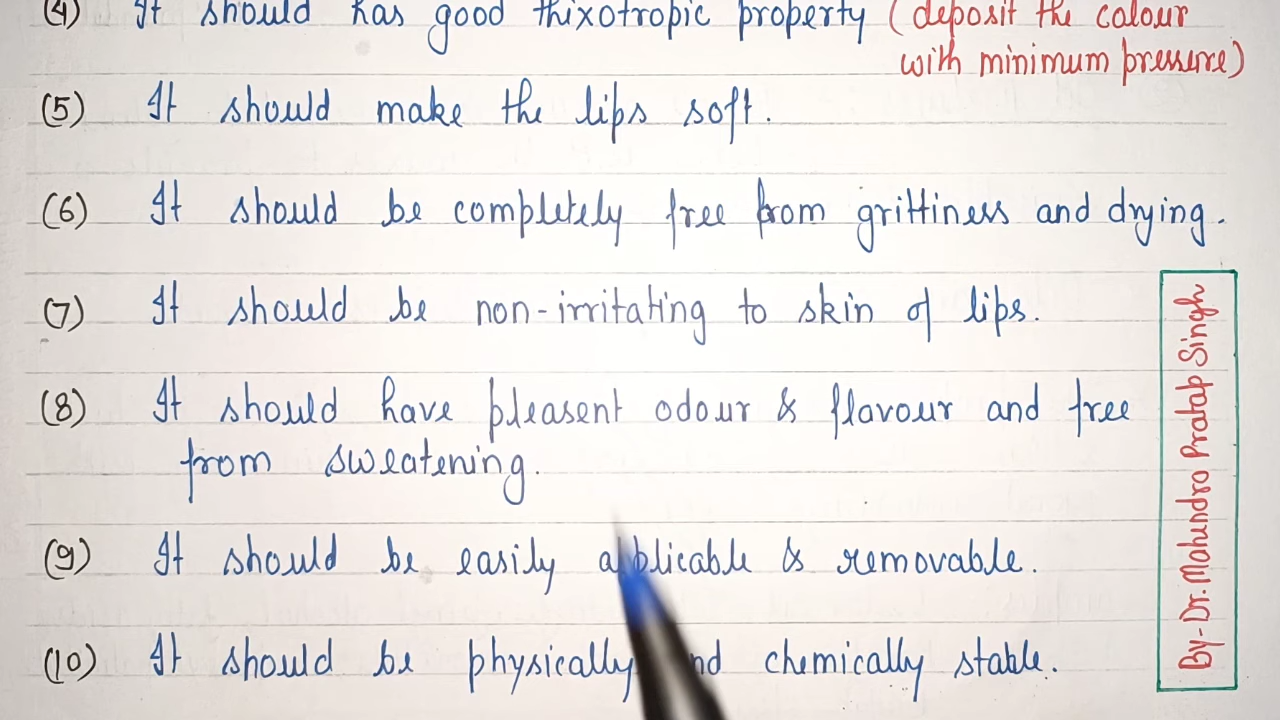 (4) It should has good thixotropic property (deposit the colour
with minimum pressure)
(5) It should make the lips soft.
(6) It should be completely free from grittiness and drying.
(7) It should be non-irritating to skin of lips.
(8) It should have pleasent odour & flavour and free
from sweatening.
(9) It should be easily applicable & removable.
(10) It should be physically and chemically stable.
By-Dr. Mahendra Pratap Singh